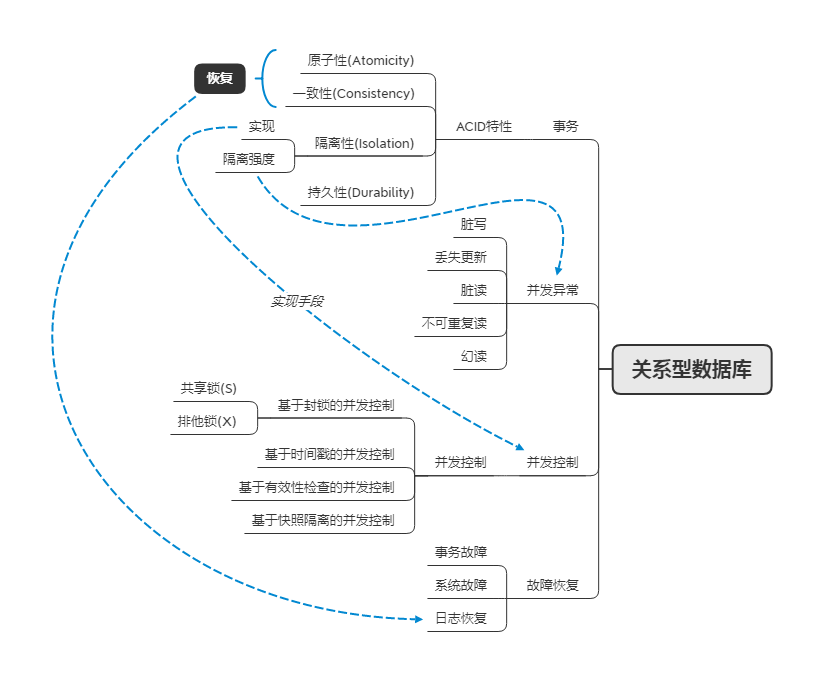 原子性(Atomicity)
恢复
一致性(Consistency)
实现
ACID特性
事务
隔离性(Isolation)
隔离强度
持久性(Durability)
脏写
丢失更新
脏读
并发异常
实现手段
不可重复读
幻读
关系型数据库
共享锁(S)
基于封锁的并发控制
排他锁(X)
基于时间戳的并发控制
并发控制
并发控制
基于有效性检查的并发控制
基于快照隔离的并发控制
事务故障
系统故障
故障恢复
日志恢复